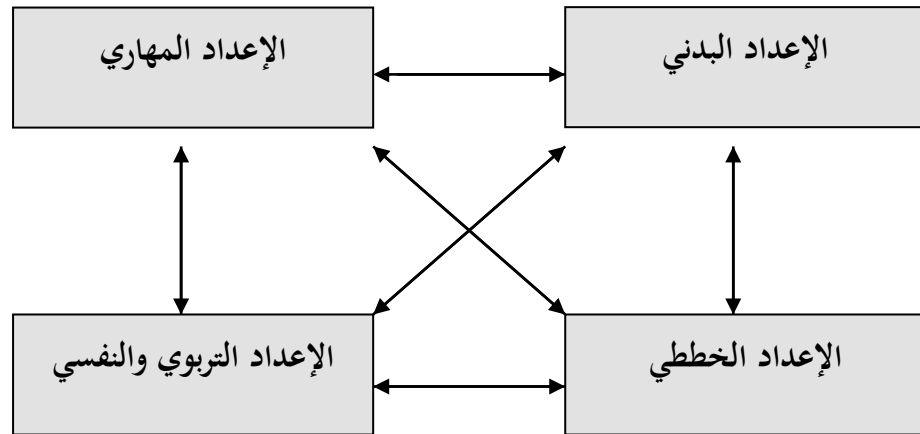 الإعداد البدني
الإعداد المهاري
الإعداد الخططي
الإعداد التربوي والنفسي